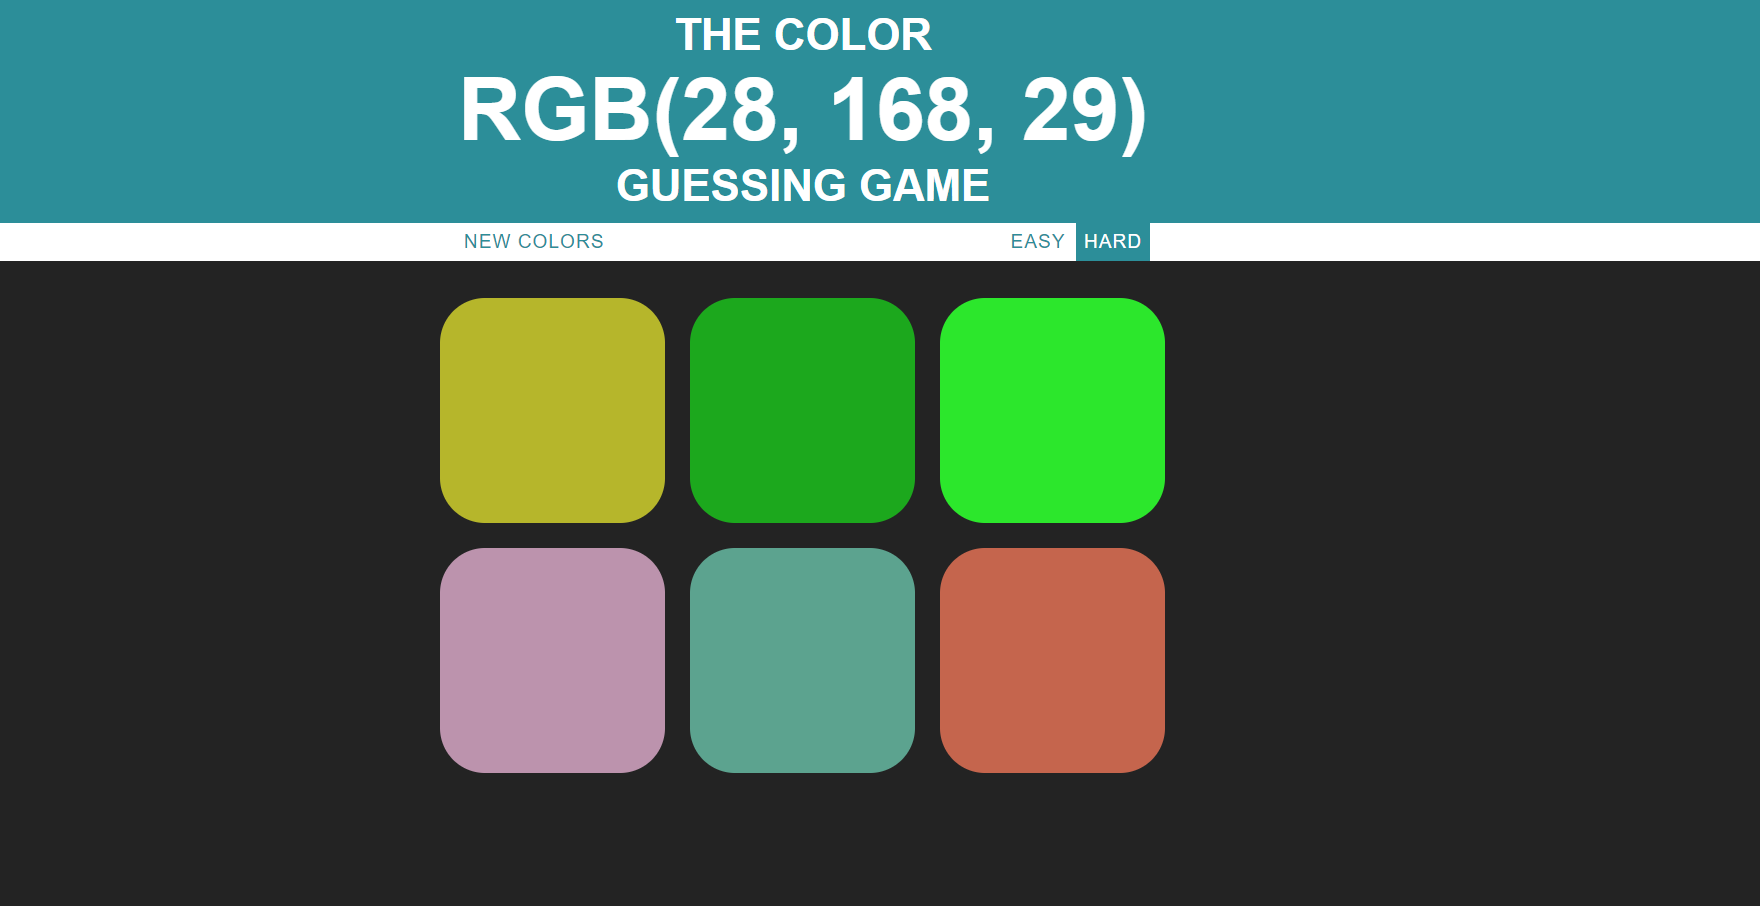 THE COLOR
RGB(28, 168, 29)
GUESSING GAME
NEW COLORS EASY HARD